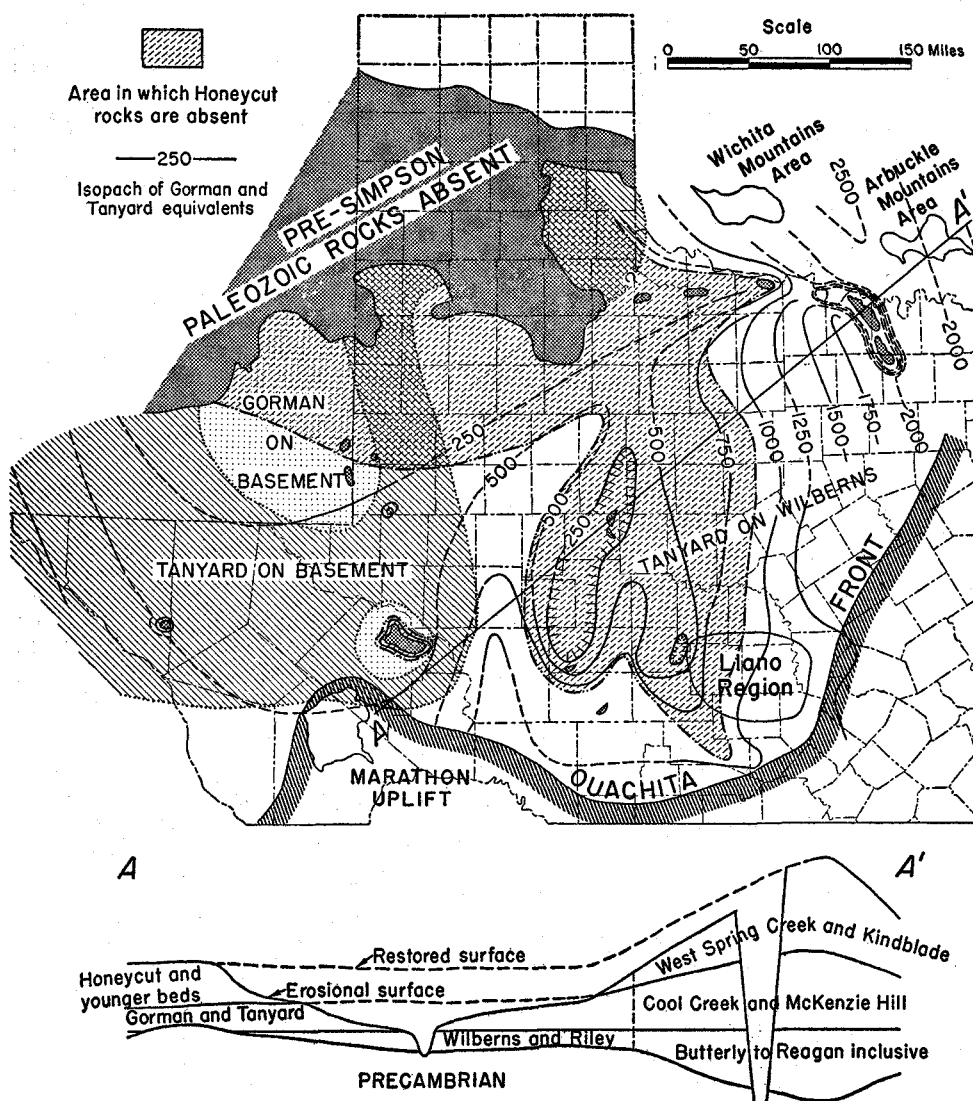 Scale
0 50 100 150 Miles
Area in which Honeycut
rocks are absent
250
Isopach of Gorman and
Tanyard equivalents
PRE-SIMPSON
PALEOZOIC ROCKS ABSENT
Wichita
Mountains
Area
2500
Arbuckle
Mountains
Area
A'
2000
GORMAN
ON
BASEMENT
250
500
500
250
500
750
1000
1250
1500
1750
2000
TANYARD ON WILBERNS
TANYARD ON BASEMENT
FRONT
Llano
Region
A
MARATHON
UPLIFT
OUACHITA
A A'
Restored surface
West Spring Creek and Kindblade
Honeycut and
younger beds
Erosional surface
Cool Creek and McKenzie Hill
Gorman and Tanyard
Wilberns and Riley
Butterly to Reagan inclusive
PRECAMBRIAN